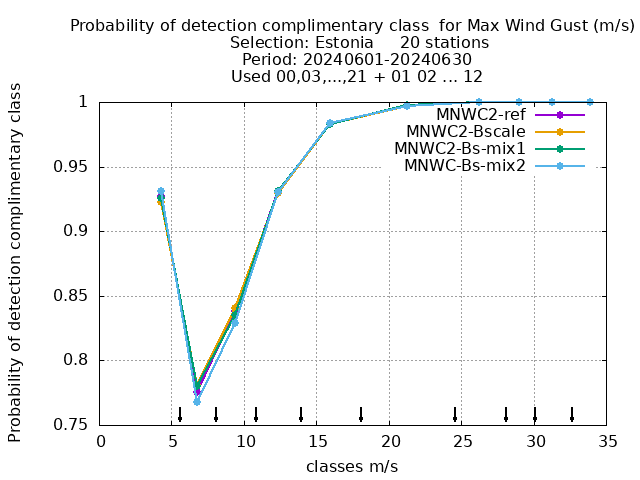 Probability of detection complimentary class  for Max Wind Gust (m/s)
Selection: Estonia     20 stations
Period: 20240601-20240630
Used 00,03,...,21 + 01 02 ... 12
Probability of detection complimentary class
1
0.95
0.9
0.85
0.8
0.75
MNWC2-ref
MNWC2-Bscale
MNWC2-Bs-mix1
MNWC-Bs-mix2
0 5 10 15 20 25 30 35
classes m/s